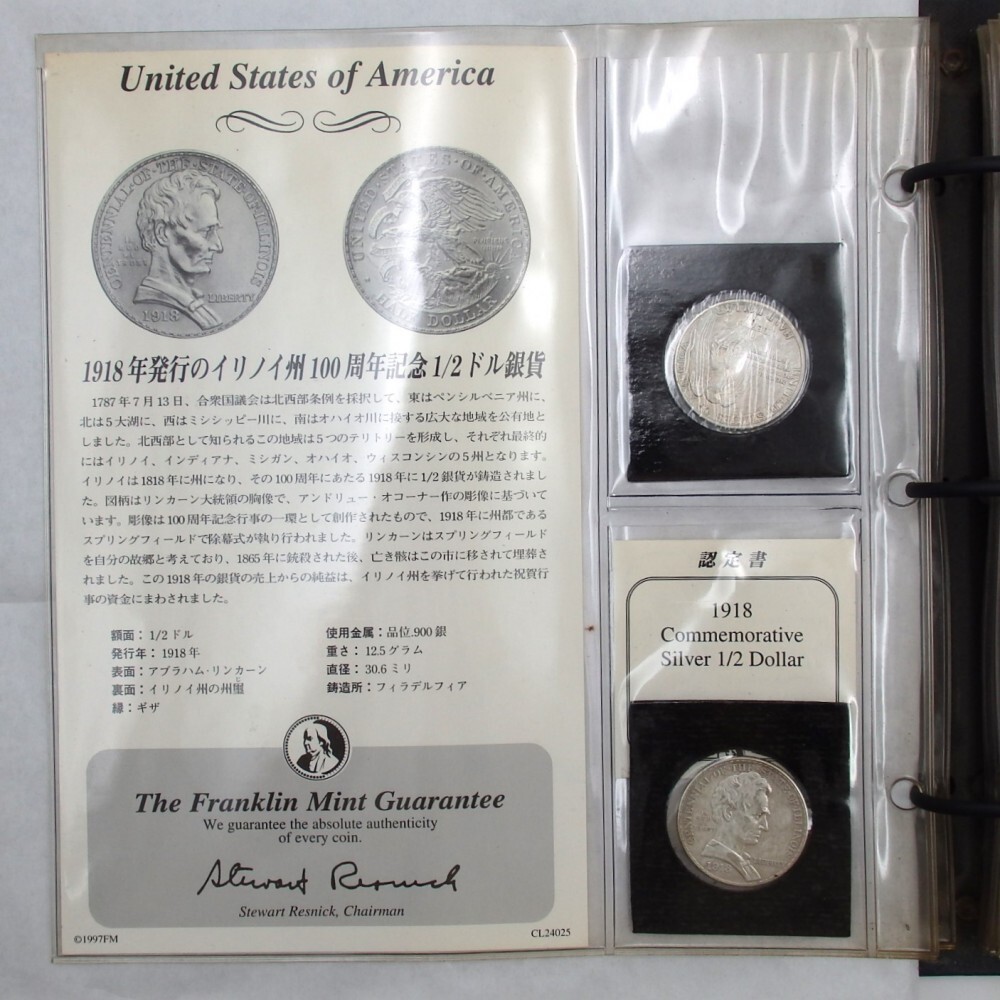 United States of America
CENTENNIAL·OF·THE·STATE·OF·ILLINOIS
LIBERTY
1918
UNITED·STATES·OF·AMERICA
HALF DOLLAR
1918年発行のイリノイ州100周年記念1/2ドル銀貨
1787年7月13日、合衆国議会は北西部条例を採択して、東はペンシルベニア州に、
北は5大湖に、西はミシシッピー川に、南はオハイオ川に接する広大な地域を公有地と
しました。北西部として知られるこの地域は5つのテリトリーを形成し、それぞれ最終的
にはイリノイ、インディアナ、ミシガン、オハイオ、ウィスコンシンの5州となります。
イリノイは1818年に州になり、その100周年にあたる1918年に1/2銀貨が鋳造されまし
た。図柄はリンカーン大統領の胸像で、アンドリュー・オコーナー作の彫像に基づいて
います。彫像は100周年記念行事の一環として創作されたもので、1918年に州都である
スプリングフィールドで除幕式が執り行われました。リンカーンはスプリングフィールド
を自分の故郷と考えており、1865年に銃殺された後、亡き骸はこの市に移されて埋葬さ
れました。この1918年の銀貨の売上からの純益は、イリノイ州を挙げて行われた祝賀行
事の資金にまわされました。
額面：1/2ドル
発行年：1918年
表面：アブラハム・リンカーン
裏面：イリノイ州の州璽
縁：ギザ
使用金属：品位.900銀
重さ：12.5グラム
直径：30.6ミリ
鋳造所：フィラデルフィア
The Franklin Mint Guarantee
We guarantee the absolute authenticity
of every coin.
Stewart Resnick
Stewart Resnick, Chairman
©1997FM
CL24025
認定書
1918
Commemorative
Silver 1/2 Dollar